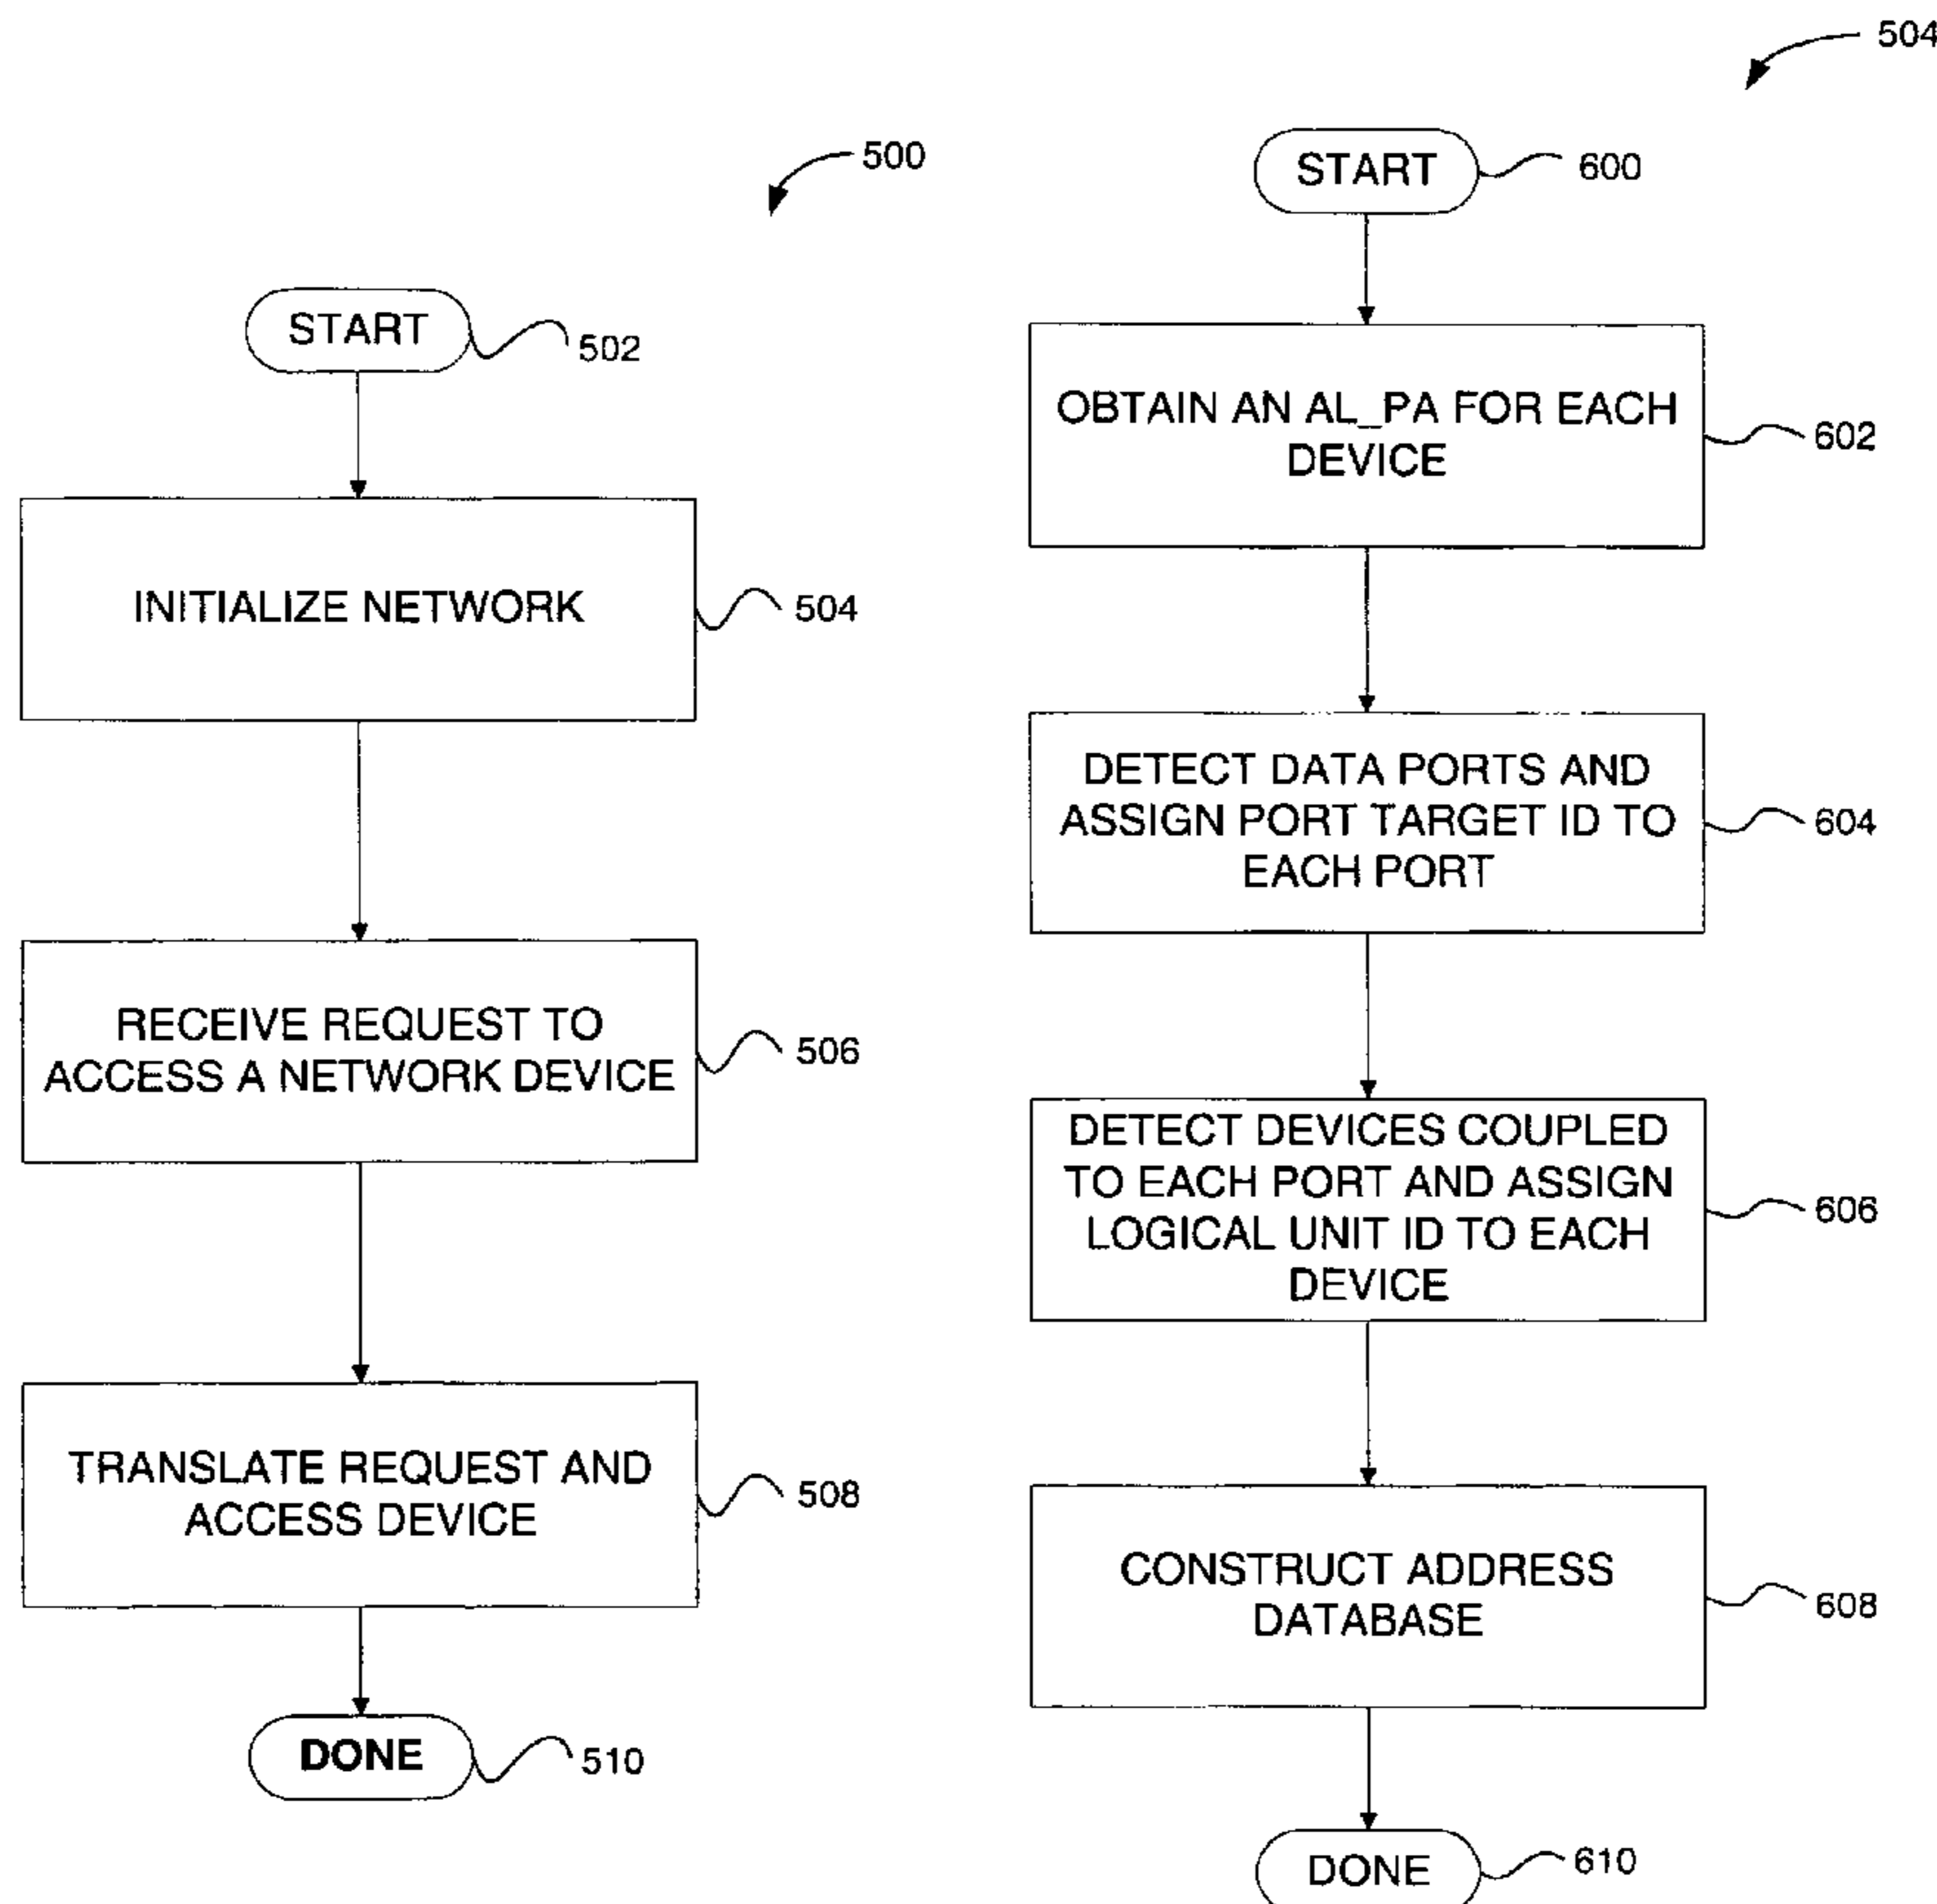 500
START
502
INITIALIZE NETWORK
504
RECEIVE REQUEST TO
ACCESS A NETWORK DEVICE
506
TRANSLATE REQUEST AND
ACCESS DEVICE
508
DONE
510
504
START
600
OBTAIN AN AL_PA FOR EACH
DEVICE
602
DETECT DATA PORTS AND
ASSIGN PORT TARGET ID TO
EACH PORT
604
DETECT DEVICES COUPLED
TO EACH PORT AND ASSIGN
LOGICAL UNIT ID TO EACH
DEVICE
606
CONSTRUCT ADDRESS
DATABASE
608
DONE
610